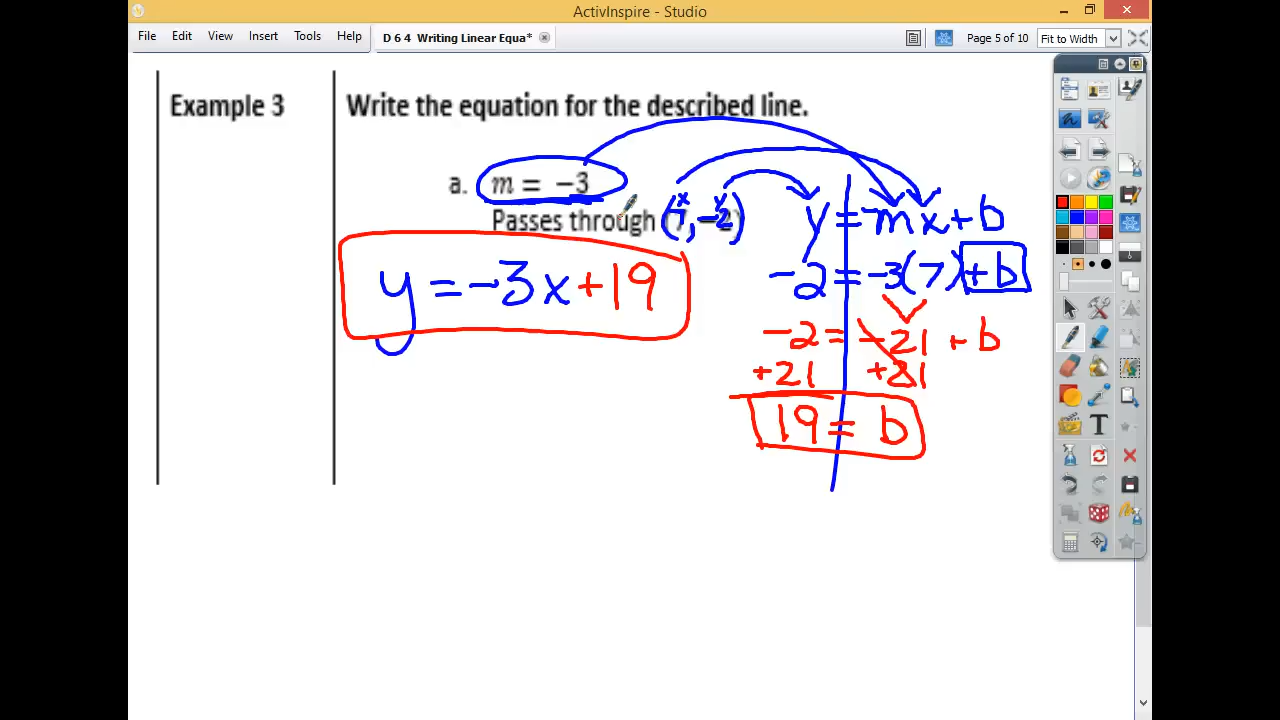 ActivInspire - Studio
File Edit View Insert Tools Help D 6 4 Writing Linear Equa* Page 5 of 10 Fit to Width
Example 3 Write the equation for the described line.
a. m = −3
Passes through (7, −2)
x y
y = mx + b
-2 = -3(7) + b
y = -3x + 19
-2 = -21 + b
+21 +21
19 = b
T